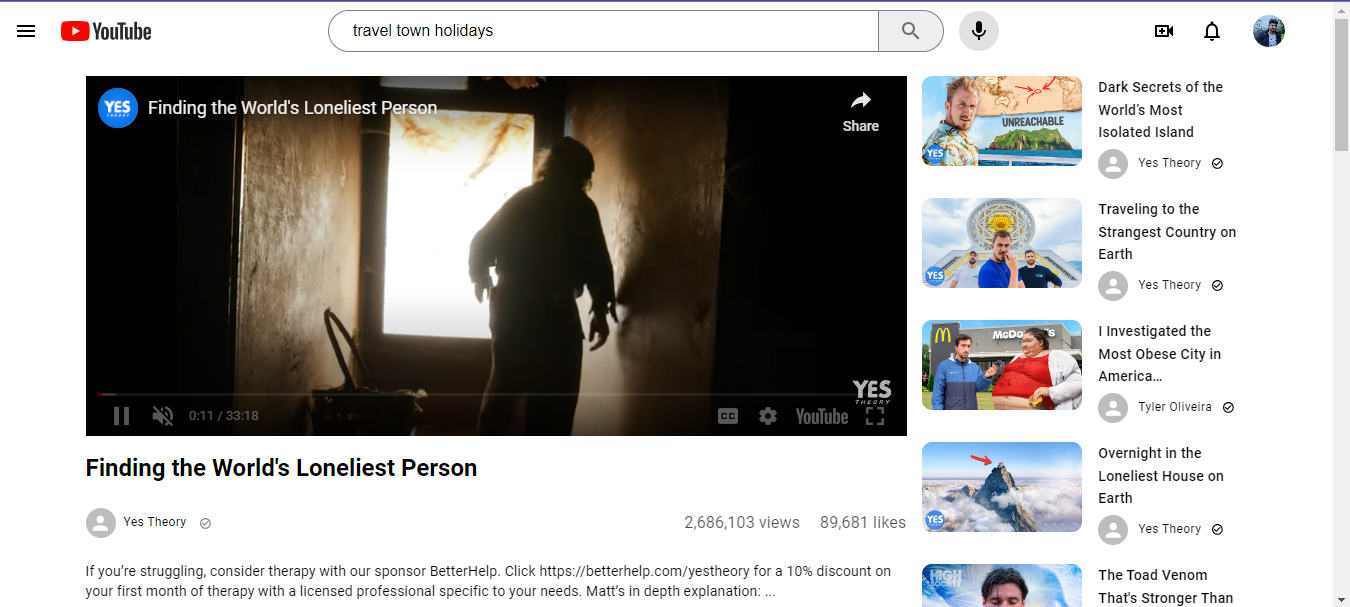 YouTube
travel town holidays
YES
Finding the World's Loneliest Person
Share
YES
THEORY
0:11 / 33:18
CC
YouTube
Finding the World's Loneliest Person
Yes Theory
2,686,103 views
89,681 likes
If you’re struggling, consider therapy with our sponsor BetterHelp. Click https://betterhelp.com/yestheory for a 10% discount on
your first month of therapy with a licensed professional specific to your needs. Matt’s in depth explanation: ...
UNREACHABLE
YES
Dark Secrets of the
World’s Most
Isolated Island
Yes Theory
YES
Traveling to the
Strangest Country on
Earth
Yes Theory
McDonald's
I Investigated the
Most Obese City in
America…
Tyler Oliveira
YES
Overnight in the
Loneliest House on
Earth
Yes Theory
HIGH
SOCIETY
The Toad Venom
That's Stronger Than